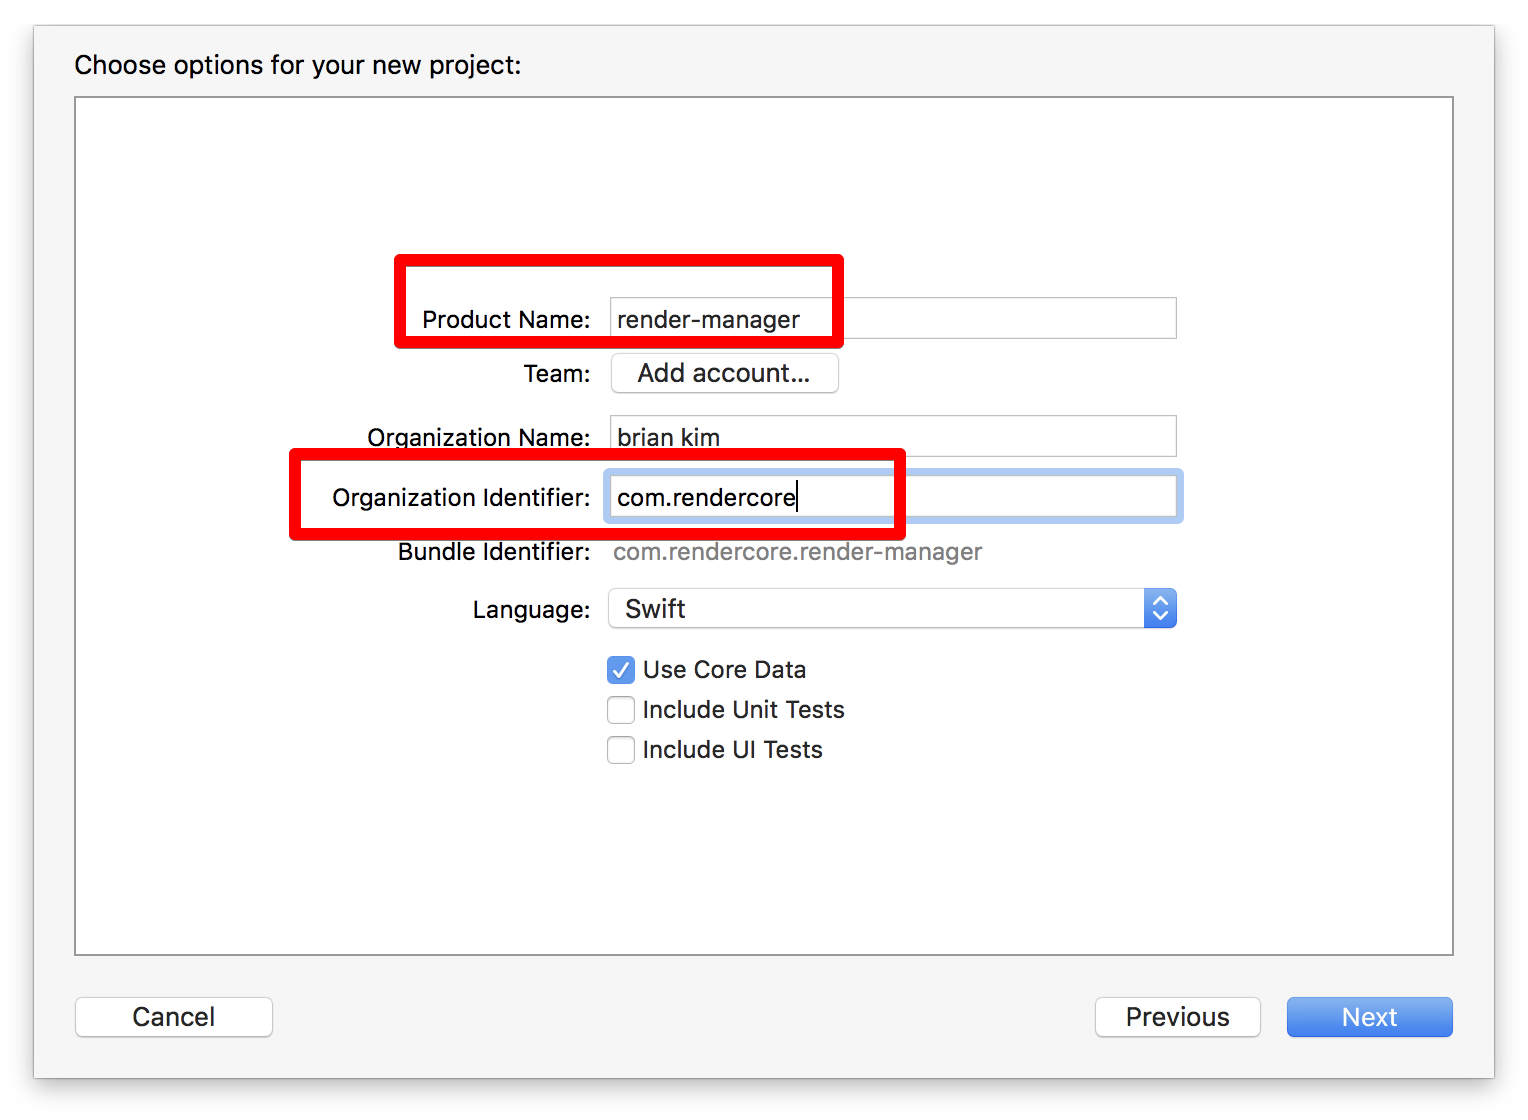 Choose options for your new project:
Product Name: render-manager
Team: Add account...
Organization Name: brian kim
Organization Identifier: com.rendercore
Bundle Identifier: com.rendercore.render-manager
Language: Swift
Use Core Data
Include Unit Tests
Include UI Tests
Cancel Previous Next